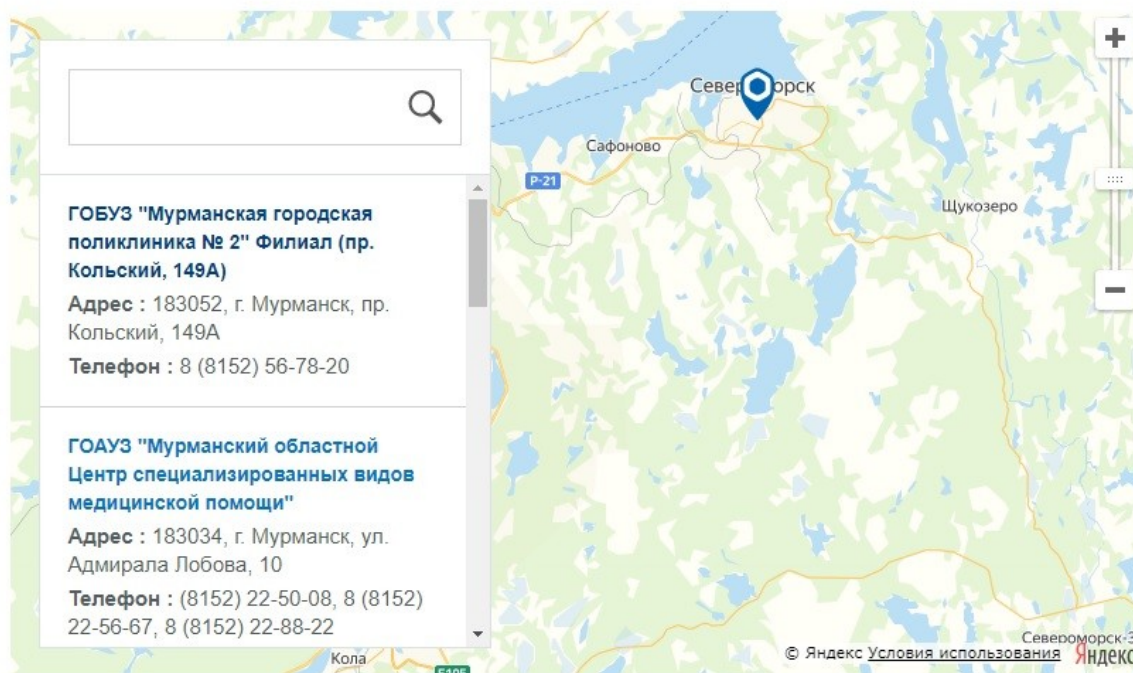 ГОБУЗ "Мурманская городская
поликлиника № 2" Филиал (пр.
Кольский, 149А)
Адрес : 183052, г. Мурманск, пр.
Кольский, 149А
Телефон : 8 (8152) 56-78-20
ГОАУЗ "Мурманский областной
Центр специализированных видов
медицинской помощи"
Адрес : 183034, г. Мурманск, ул.
Адмирала Лобова, 10
Телефон : (8152) 22-50-08, 8 (8152)
22-56-67, 8 (8152) 22-88-22
Сафоново
Р-21
Щукозеро
Североморск-3
Кола
© Яндекс Условия использования
Яндекс